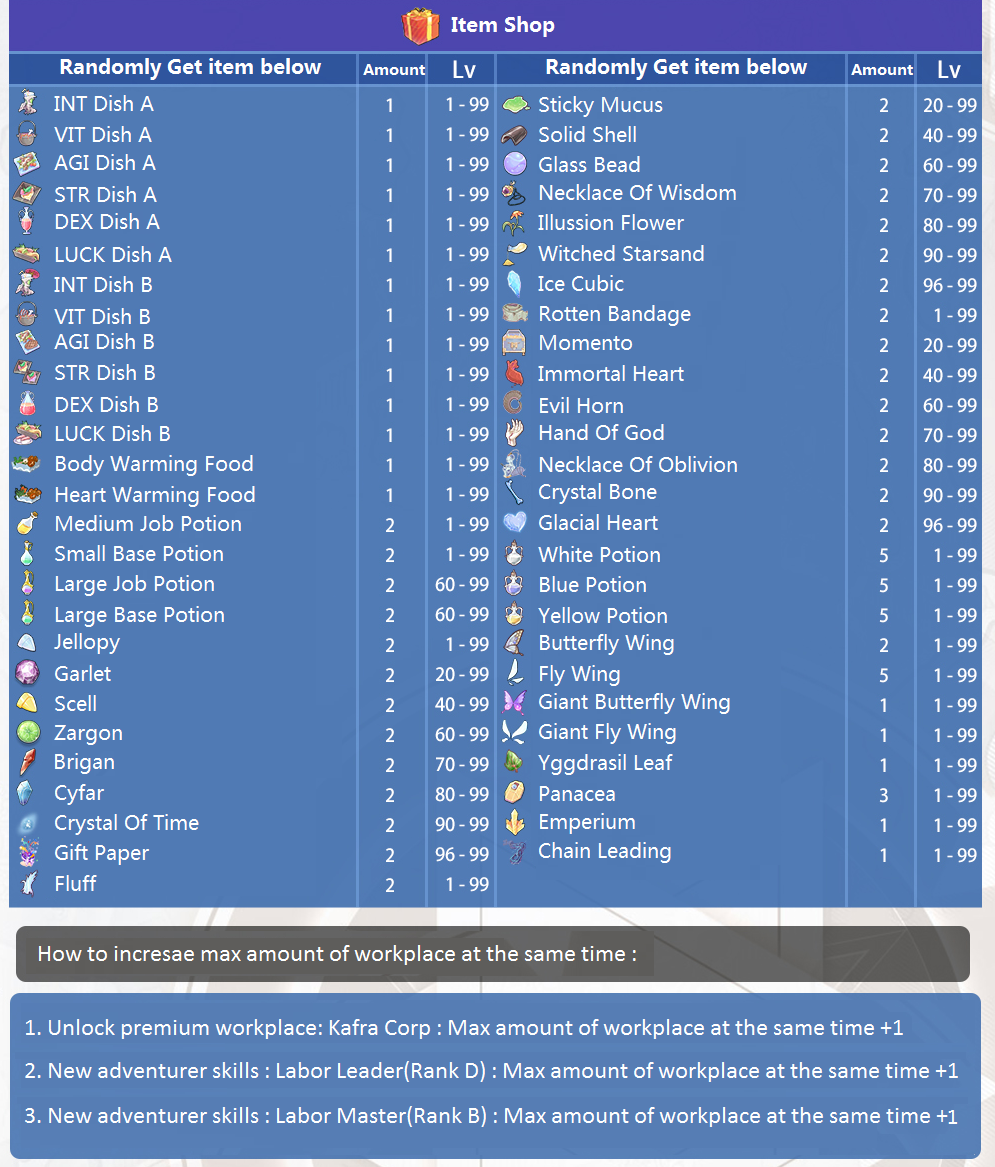 Item Shop
Randomly Get item below Amount Lv Randomly Get item below Amount Lv
INT Dish A 1 1 - 99 Sticky Mucus 2 20 - 99
VIT Dish A 1 1 - 99 Solid Shell 2 40 - 99
AGI Dish A 1 1 - 99 Glass Bead 2 60 - 99
STR Dish A 1 1 - 99 Necklace Of Wisdom 2 70 - 99
DEX Dish A 1 1 - 99 Illussion Flower 2 80 - 99
LUCK Dish A 1 1 - 99 Witched Starsand 2 90 - 99
INT Dish B 1 1 - 99 Ice Cubic 2 96 - 99
VIT Dish B 1 1 - 99 Rotten Bandage 2 1 - 99
AGI Dish B 1 1 - 99 Momento 2 20 - 99
STR Dish B 1 1 - 99 Immortal Heart 2 40 - 99
DEX Dish B 1 1 - 99 Evil Horn 2 60 - 99
LUCK Dish B 1 1 - 99 Hand Of God 2 70 - 99
Body Warming Food 1 1 - 99 Necklace Of Oblivion 2 80 - 99
Heart Warming Food 1 1 - 99 Crystal Bone 2 90 - 99
Medium Job Potion 2 1 - 99 Glacial Heart 2 96 - 99
Small Base Potion 2 1 - 99 White Potion 5 1 - 99
Large Job Potion 2 60 - 99 Blue Potion 5 1 - 99
Large Base Potion 2 60 - 99 Yellow Potion 5 1 - 99
Jellopy 2 1 - 99 Butterfly Wing 2 1 - 99
Garlet 2 20 - 99 Fly Wing 5 1 - 99
Scell 2 40 - 99 Giant Butterfly Wing 1 1 - 99
Zargon 2 60 - 99 Giant Fly Wing 1 1 - 99
Brigan 2 70 - 99 Yggdrasil Leaf 1 1 - 99
Cyfar 2 80 - 99 Panacea 3 1 - 99
Crystal Of Time 2 90 - 99 Emperium 1 1 - 99
Gift Paper 2 96 - 99 Chain Leading 1 1 - 99
Fluff 2 1 - 99
How to incresae max amount of workplace at the same time :
1. Unlock premium workplace: Kafra Corp : Max amount of workplace at the same time +1
2. New adventurer skills : Labor Leader(Rank D) : Max amount of workplace at the same time +1
3. New adventurer skills : Labor Master(Rank B) : Max amount of workplace at the same time +1